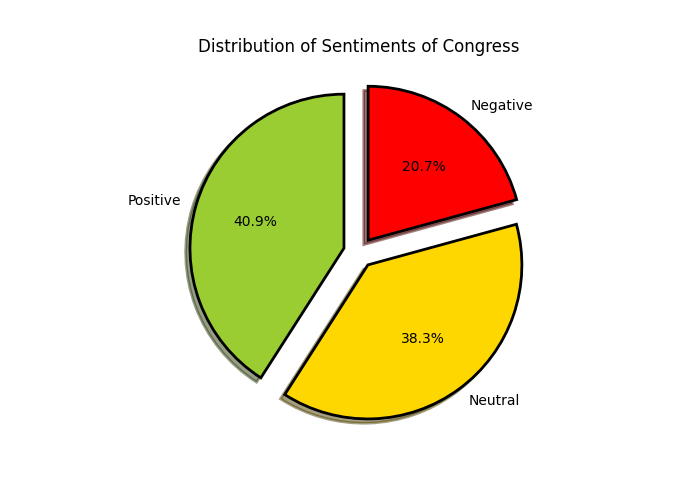 Distribution of Sentiments of Congress
Negative
20.7%
Positive
40.9%
38.3%
Neutral